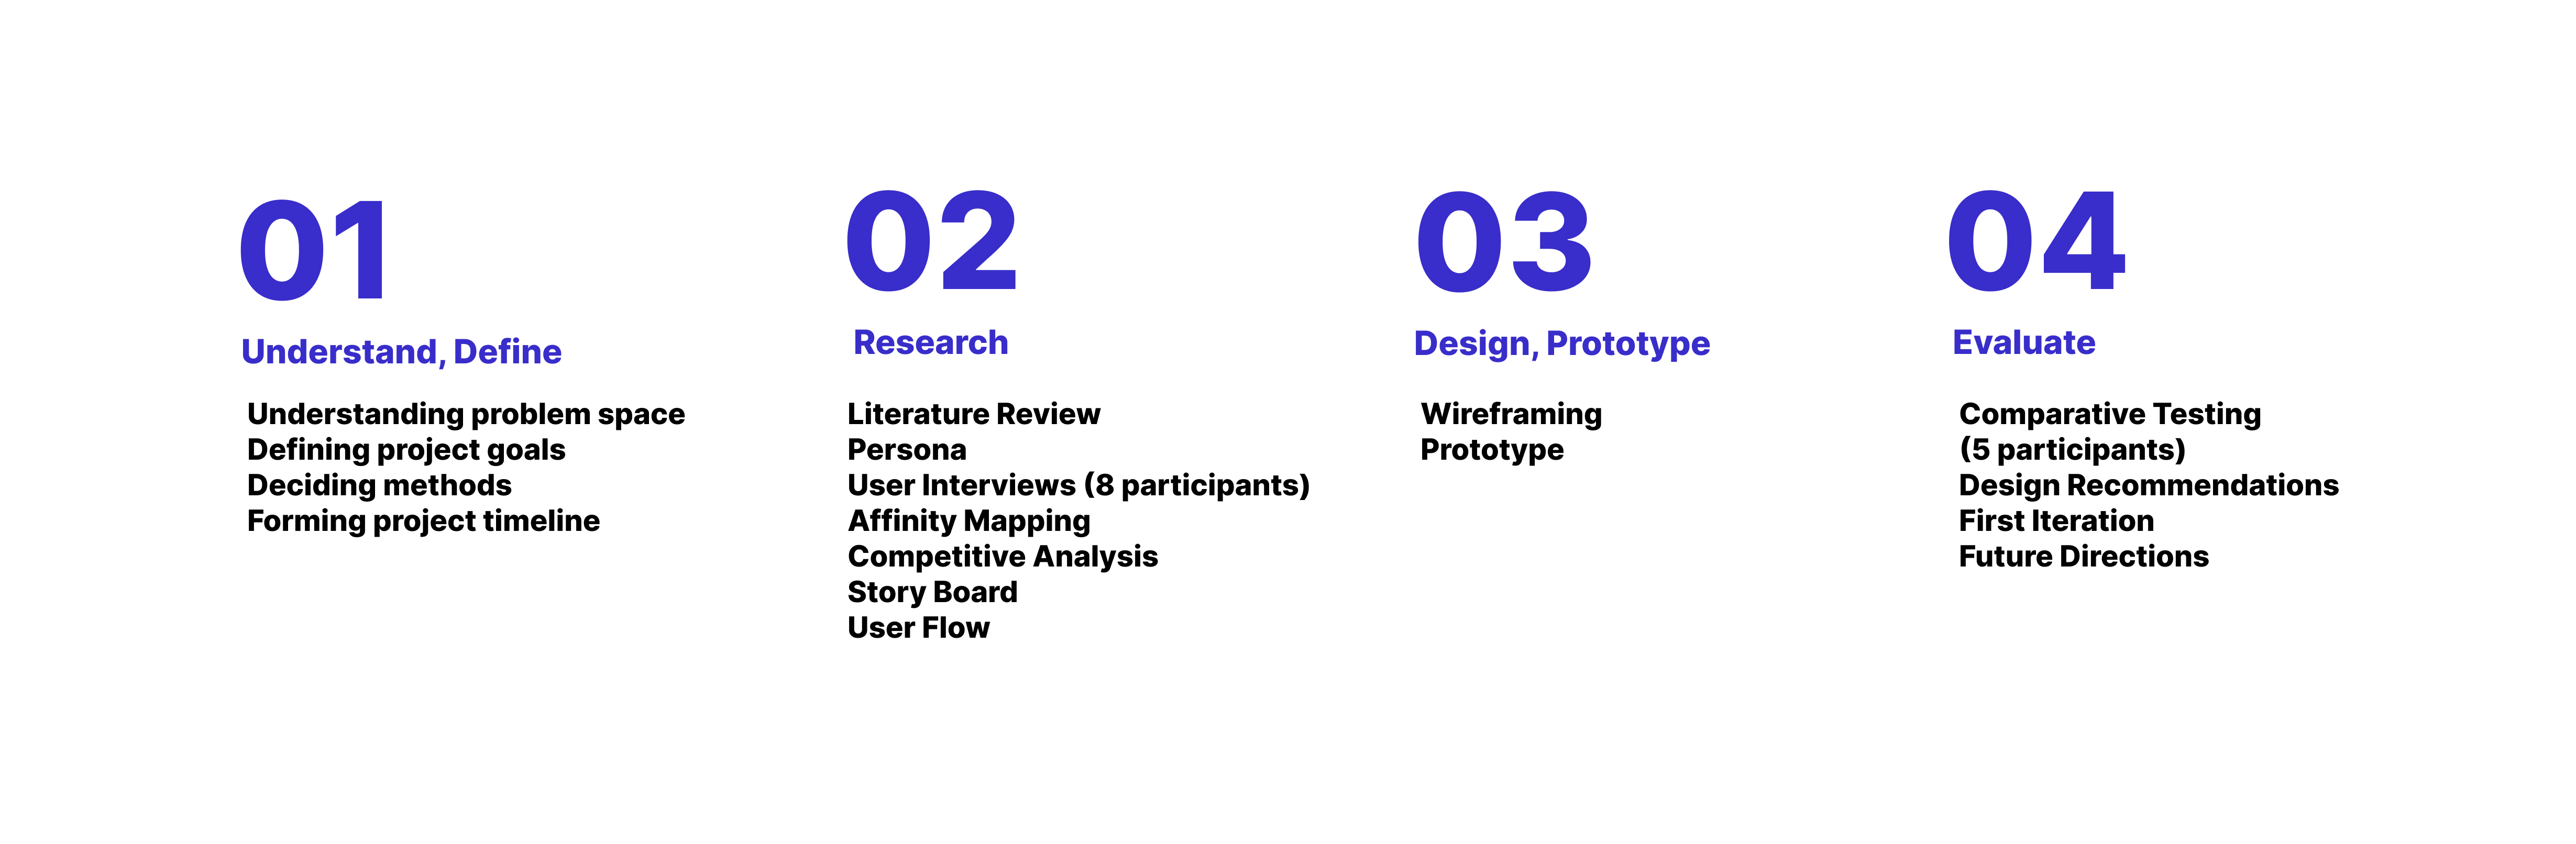 01
Understand, Define
Understanding problem space
Defining project goals
Deciding methods
Forming project timeline
02
Research
Literature Review
Persona
User Interviews (8 participants)
Affinity Mapping
Competitive Analysis
Story Board
User Flow
03
Design, Prototype
Wireframing
Prototype
04
Evaluate
Comparative Testing
(5 participants)
Design Recommendations
First Iteration
Future Directions